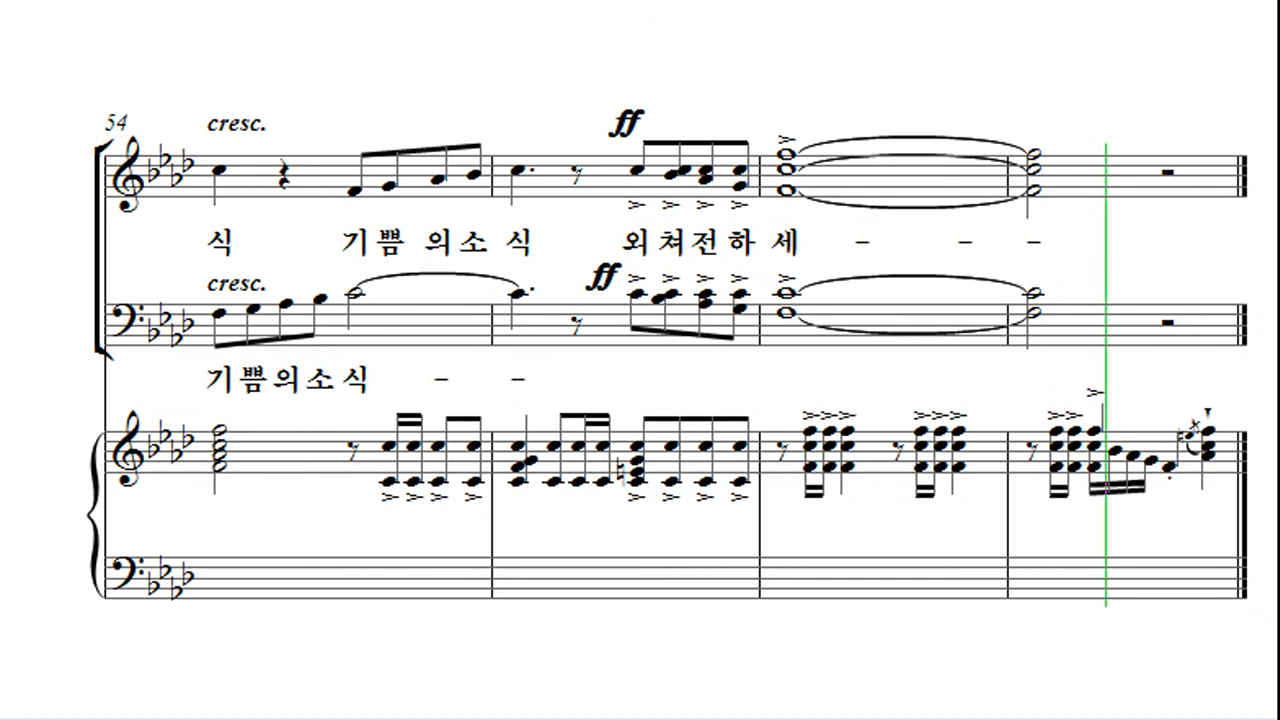 54
cresc.
ff
식 기 쁨 의 소 식 외 쳐 전 하 세 - - -
cresc.
ff
기 쁨 의 소 식 - -